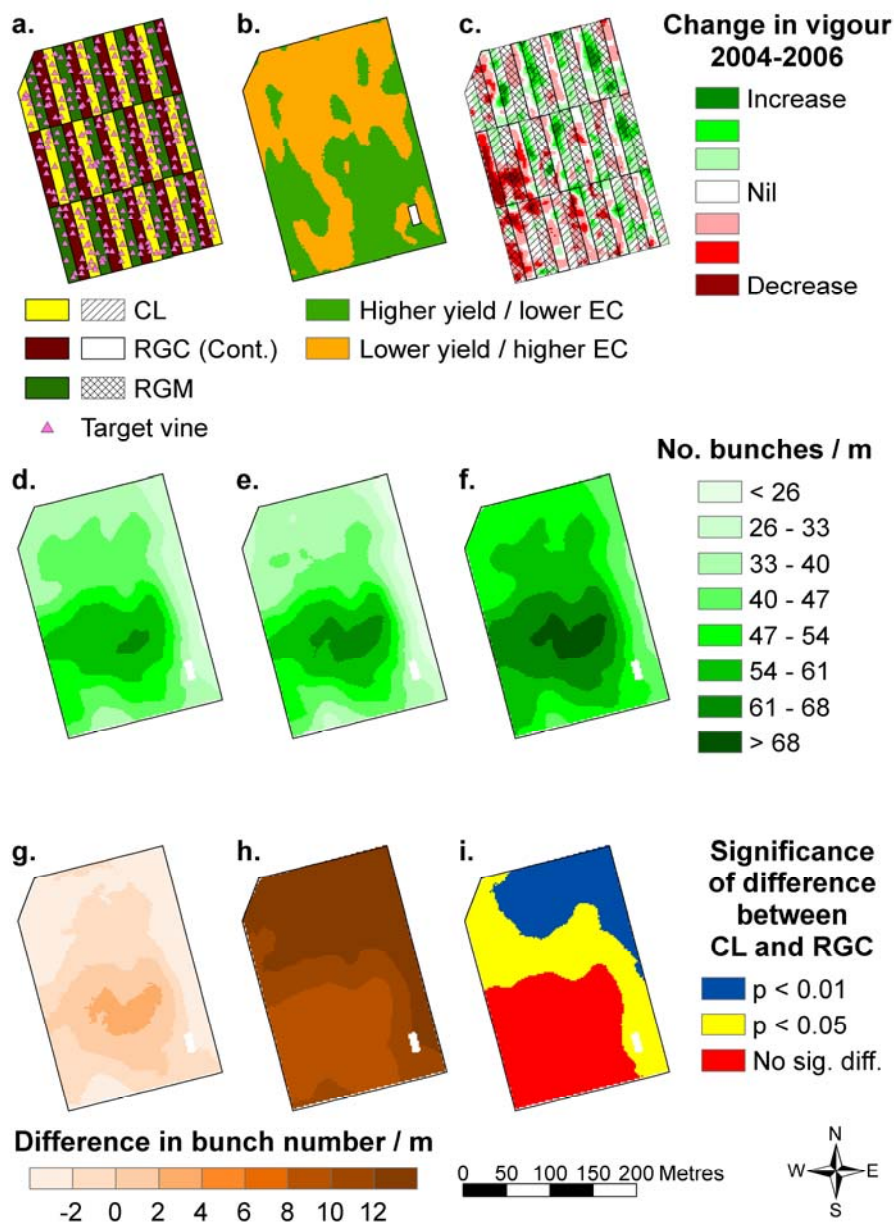 a.
b.
c.
Change in vigour
2004-2006
Increase
Nil
Decrease
CL
RGC (Cont.)
RGM
Target vine
Higher yield / lower EC
Lower yield / higher EC
d.
e.
f.
No. bunches / m
< 26
26 - 33
33 - 40
40 - 47
47 - 54
54 - 61
61 - 68
> 68
g.
h.
i.
Significance
of difference
between
CL and RGC
p < 0.01
p < 0.05
No sig. diff.
Difference in bunch number / m
-2 0 2 4 6 8 10 12
0 50 100 150 200 Metres
N
W E
S